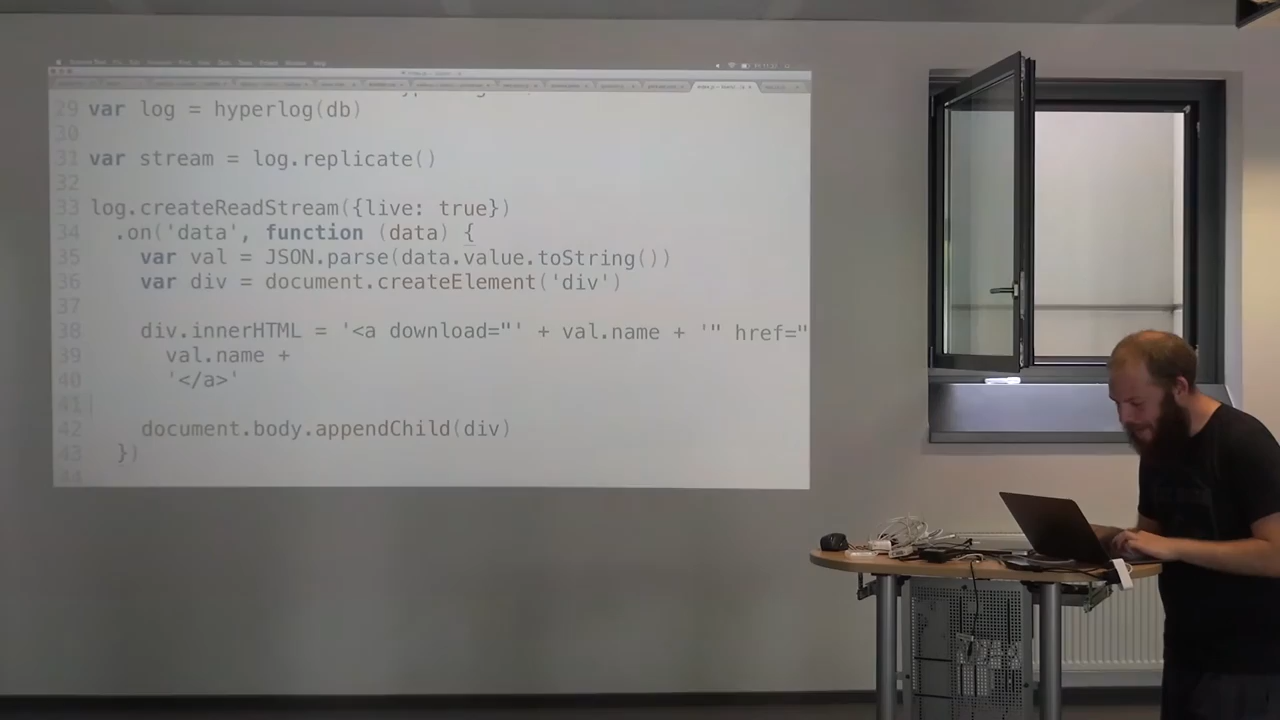 29 var log = hyperlog(db)
30
31 var stream = log.replicate()
32
33 log.createReadStream({live: true})
34 .on('data', function (data) {
35 var val = JSON.parse(data.value.toString())
36 var div = document.createElement('div')
37
38 div.innerHTML = '<a download="' + val.name + '" href="
39 val.name +
40 '</a>'
41
42 document.body.appendChild(div)
43 })
44